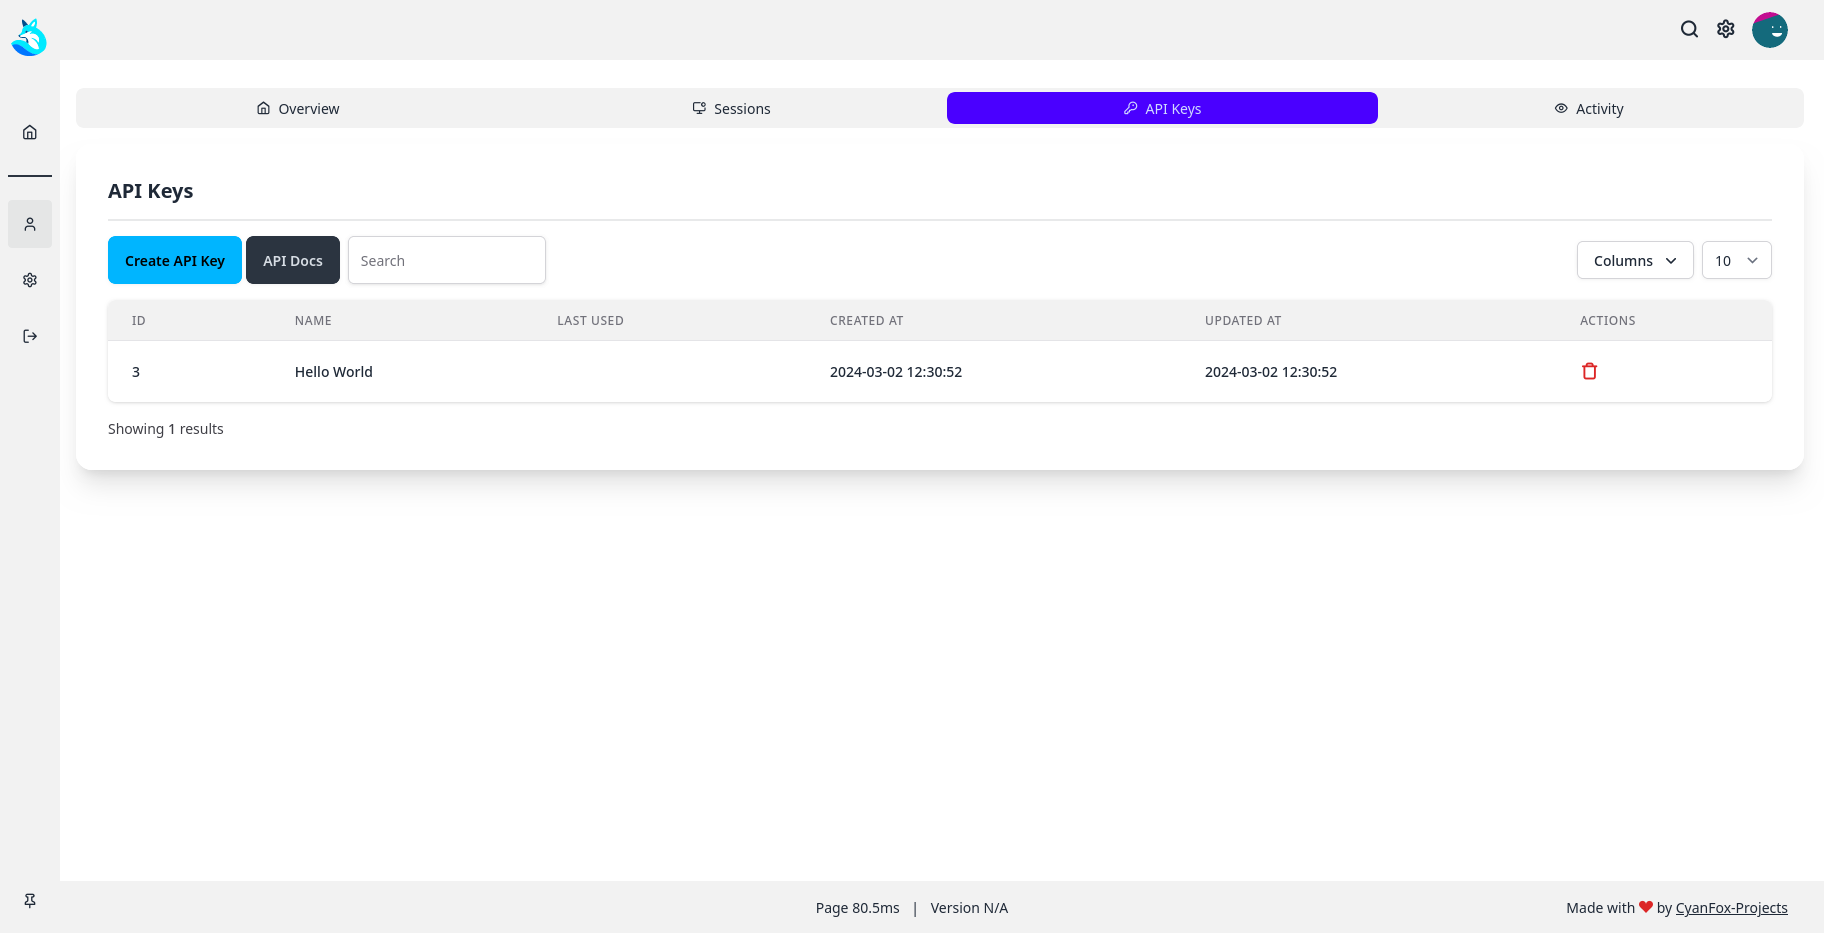 Overview Sessions API Keys Activity
API Keys
Create API Key API Docs Search Columns 10
ID NAME LAST USED CREATED AT UPDATED AT ACTIONS
3 Hello World 2024-03-02 12:30:52 2024-03-02 12:30:52
Showing 1 results
Page 80.5ms | Version N/A Made with ❤ by CyanFox-Projects